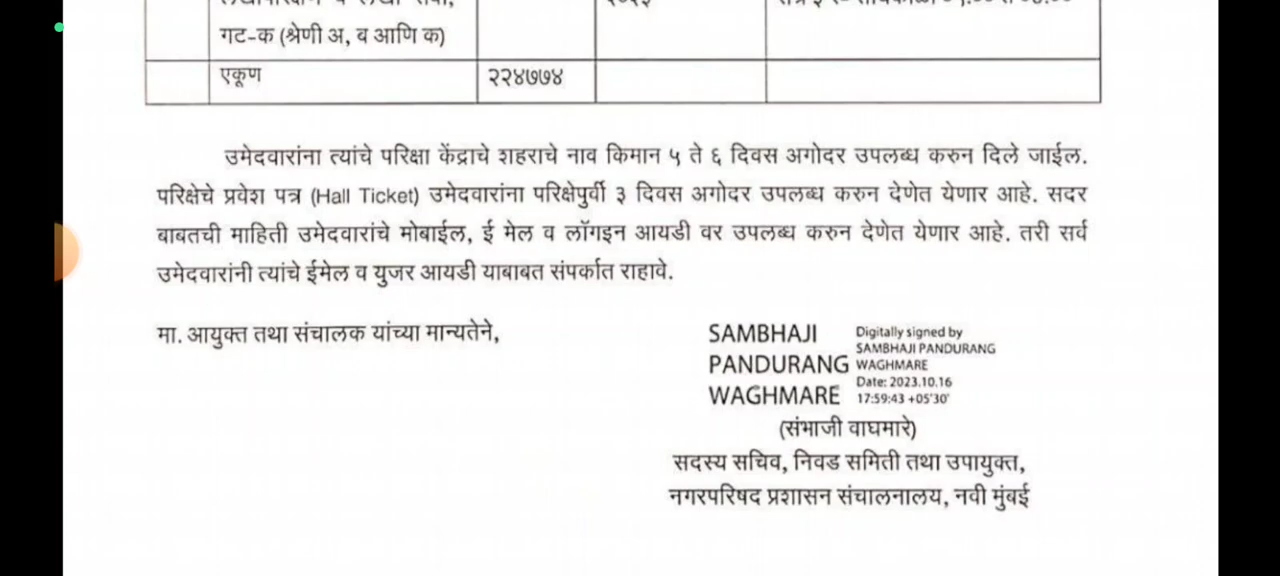 गट-क (श्रेणी अ, ब आणि क)
एकूण २२४७७४
उमेदवारांना त्यांचे परिक्षा केंद्राचे शहराचे नाव किमान ५ ते ६ दिवस अगोदर उपलब्ध करुन दिले जाईल.
परिक्षेचे प्रवेश पत्र (Hall Ticket) उमेदवारांना परिक्षेपुर्वी ३ दिवस अगोदर उपलब्ध करुन देणेत येणार आहे. सदर
बाबतची माहिती उमेदवारांचे मोबाईल, ई मेल व लॉगइन आयडी वर उपलब्ध करुन देणेत येणार आहे. तरी सर्व
उमेदवारांनी त्यांचे ईमेल व युजर आयडी याबाबत संपर्कात राहावे.
मा. आयुक्त तथा संचालक यांच्या मान्यतेने,
SAMBHAJI
PANDURANG
WAGHMARE
Digitally signed by
SAMBHAJI PANDURANG
WAGHMARE
Date: 2023.10.16
17:59:43 +05'30'
(संभाजी वाघमारे)
सदस्य सचिव, निवड समिती तथा उपायुक्त,
नगरपरिषद प्रशासन संचालनालय, नवी मुंबई